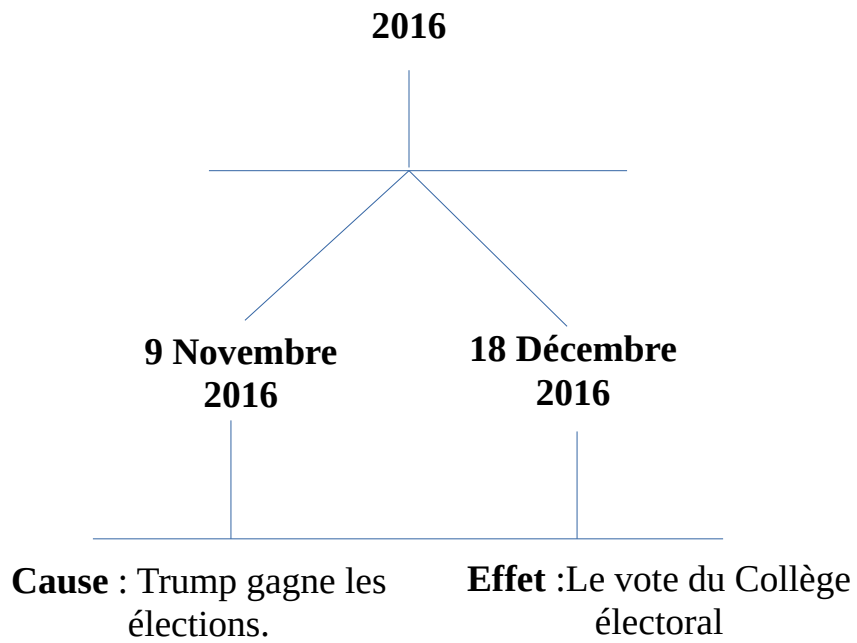 2016
9 Novembre
2016
18 Décembre
2016
Cause : Trump gagne les
élections.
Effet :Le vote du Collège
électoral